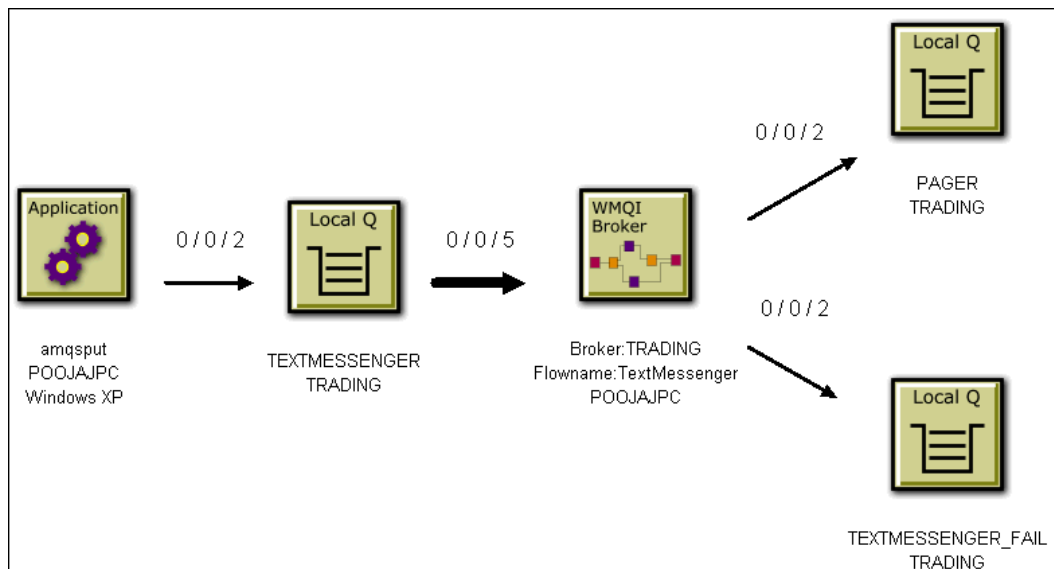 Application
amqsput
POOJAJPC
Windows XP
0/0/2
Local Q
TEXTMESSENGER
TRADING
0/0/5
WMQI
Broker
Broker:TRADING
Flowname:TextMessenger
POOJAJPC
0/0/2
Local Q
PAGER
TRADING
0/0/2
Local Q
TEXTMESSENGER_FAIL
TRADING